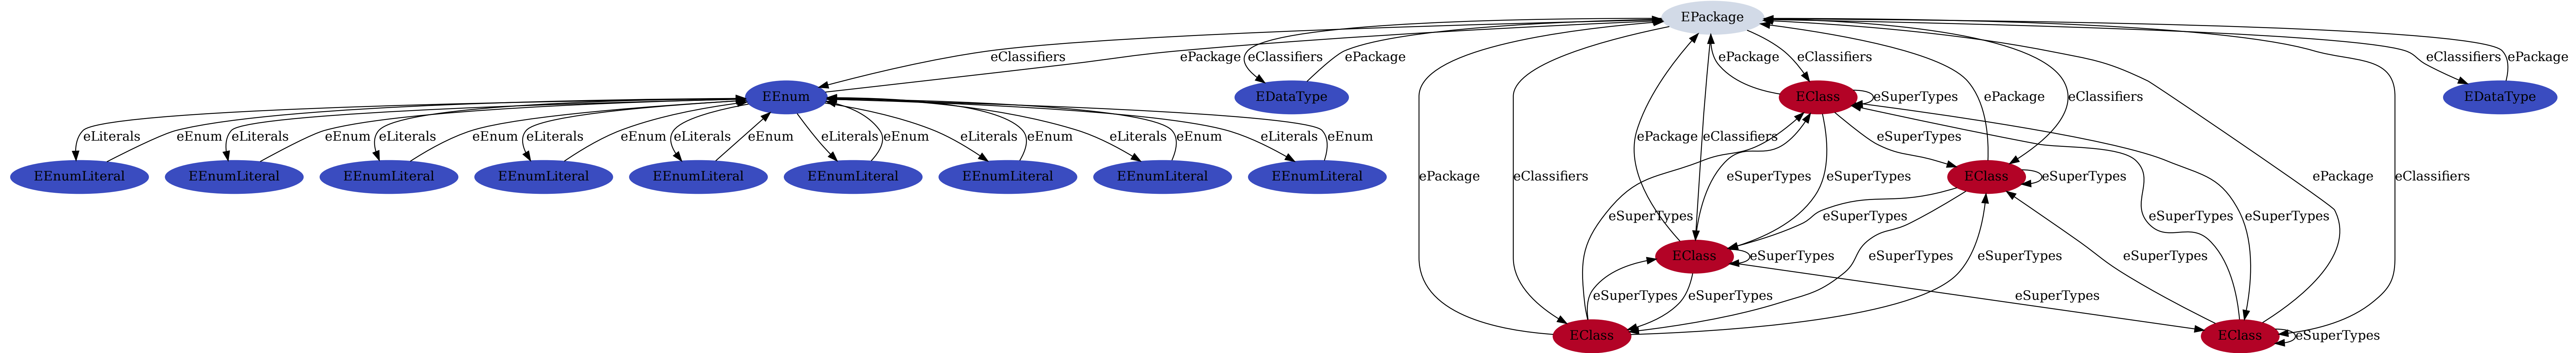 EPackage
eClassifiers
ePackage
eClassifiers
ePackage
ePackage
eClassifiers
eClassifiers
ePackage
EEnum
EDataType
EClass
eSuperTypes
ePackage
eClassifiers
EDataType
eLiterals
eEnum
eLiterals
eEnum
eLiterals
eEnum
eLiterals
eEnum
eLiterals
eEnum
eLiterals
eEnum
eLiterals
eEnum
eLiterals
eEnum
eLiterals
eEnum
ePackage
eClassifiers
eSuperTypes
EEnumLiteral
EEnumLiteral
EEnumLiteral
EEnumLiteral
EEnumLiteral
EEnumLiteral
EEnumLiteral
EEnumLiteral
EEnumLiteral
ePackage
eClassifiers
eSuperTypes
eSuperTypes
EClass
eSuperTypes
ePackage
eClassifiers
eSuperTypes
eSuperTypes
eSuperTypes
eSuperTypes
EClass
eSuperTypes
eSuperTypes
eSuperTypes
eSuperTypes
eSuperTypes
eSuperTypes
eSuperTypes
EClass
EClass
eSuperTypes